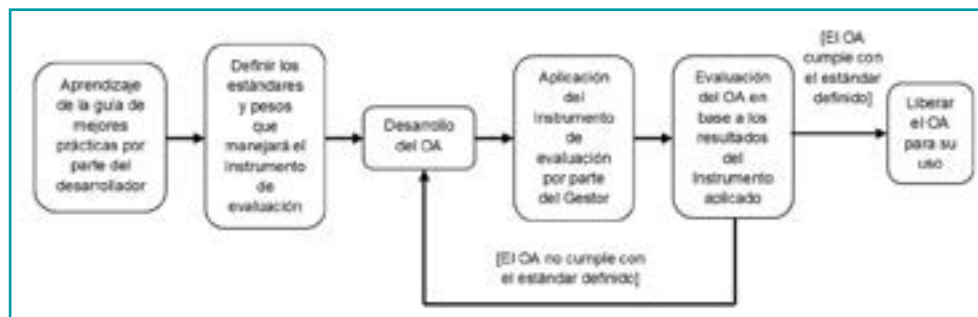 Aprendizaje
de la guía de
mejores
prácticas por
parte del
desarrollador
Definir los
estándares
y pesos
que
manejará el
Instrumento
de
evaluación
Desarrollo
del OA
Aplicación
del
Instrumento
de
evaluación
por parte
del Gestor
Evaluación
del OA en
base a los
resultados
del
Instrumento
aplicado
[El OA
cumple con
el estándar
definido]
Liberar
el OA
para su
uso
[El OA no cumple con
el estándar definido]